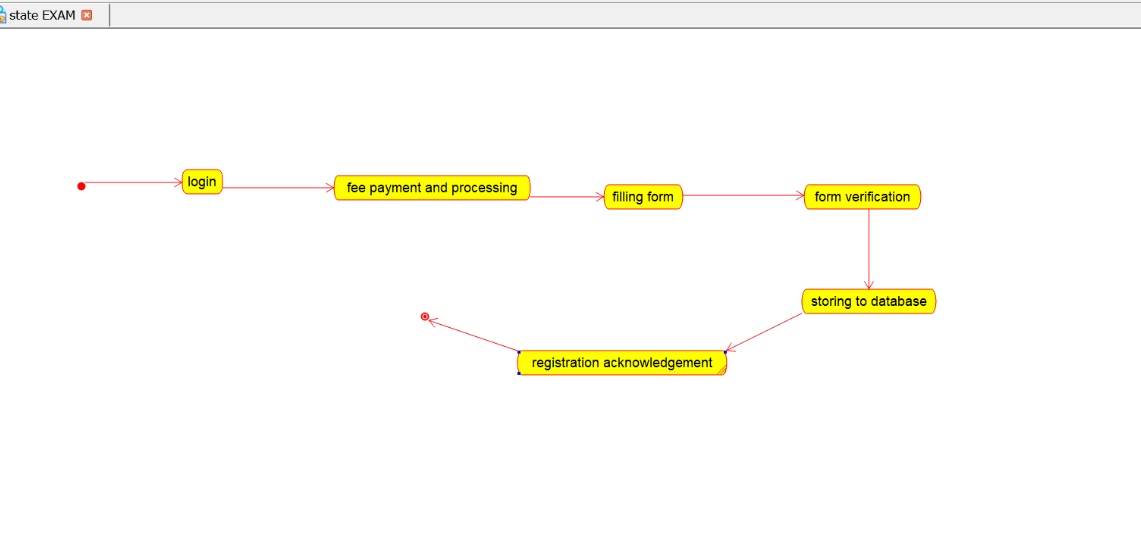 state EXAM
login
fee payment and processing
filling form
form verification
storing to database
registration acknowledgement